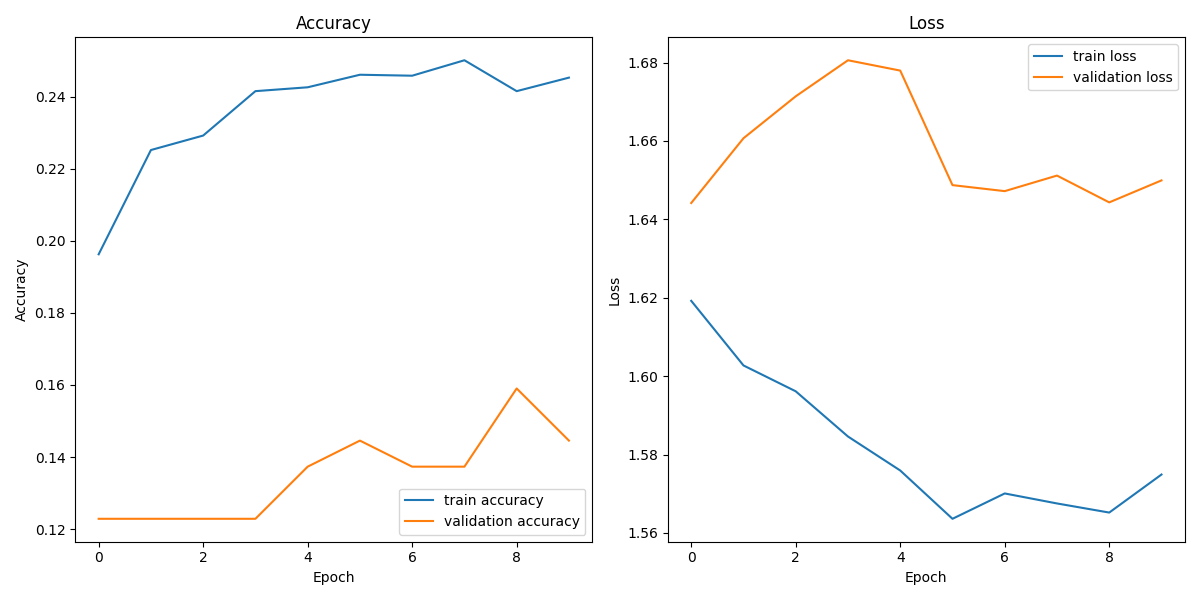 Accuracy
0.24
0.22
0.20
0.18
0.16
0.14
0.12
Accuracy
0 2 4 6 8
Epoch
train accuracy
validation accuracy
Loss
1.68
1.66
1.64
1.62
1.60
1.58
1.56
Loss
0 2 4 6 8
Epoch
train loss
validation loss